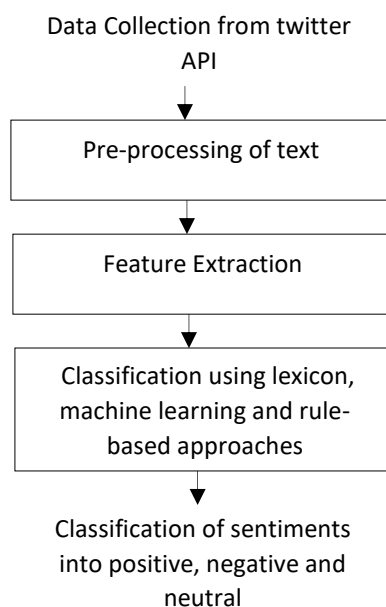 Data Collection from twitter
API
Pre-processing of text
Feature Extraction
Classification using lexicon,
machine learning and rule-
based approaches
Classification of sentiments
into positive, negative and
neutral